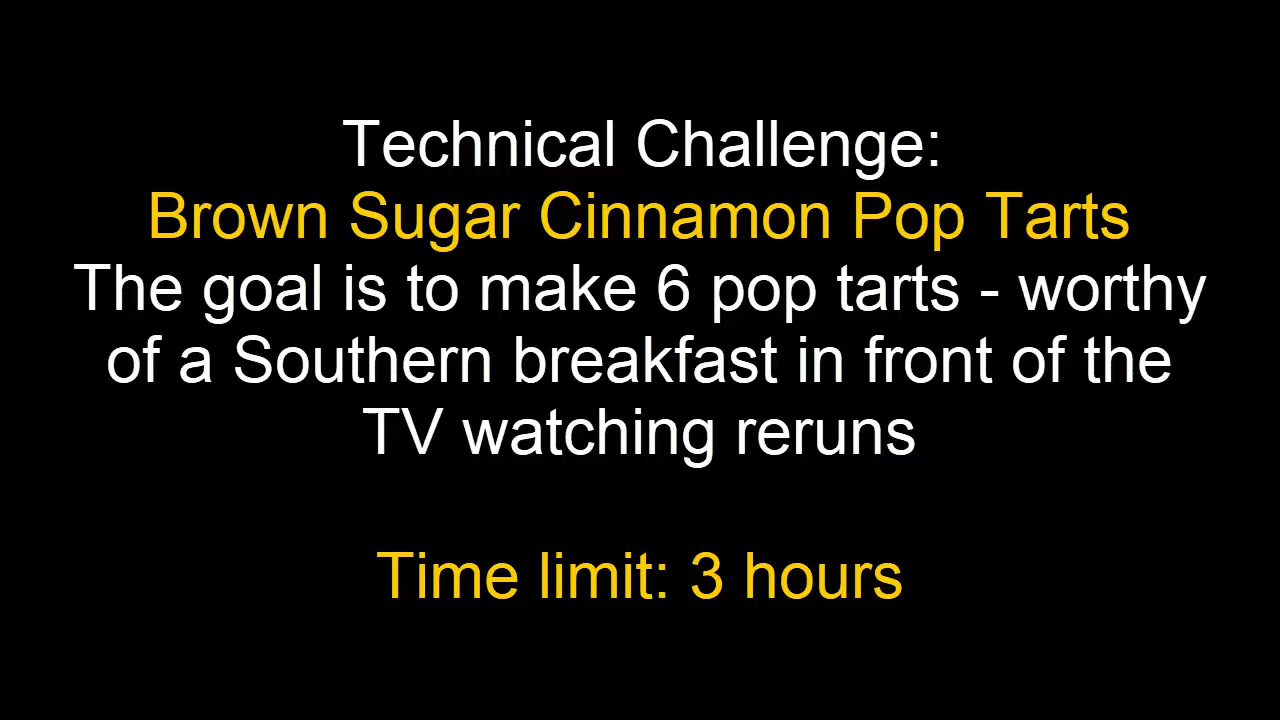 Technical Challenge:
Brown Sugar Cinnamon Pop Tarts
The goal is to make 6 pop tarts - worthy
of a Southern breakfast in front of the
TV watching reruns
Time limit: 3 hours